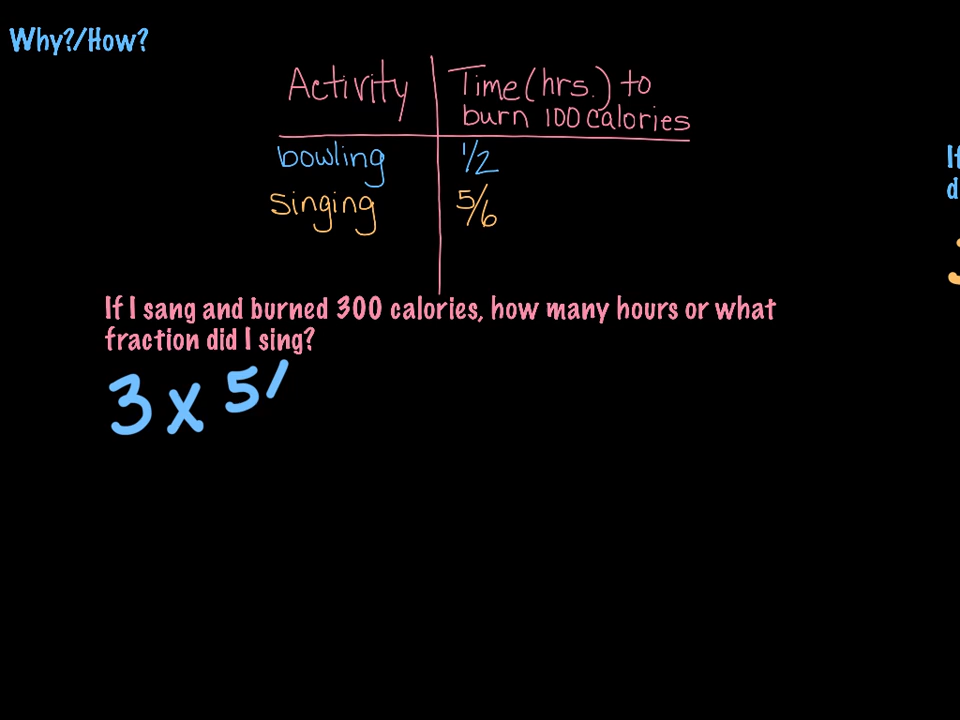 Why?/How?
Activity Time (hrs.) to
burn 100 calories
bowling 1/2
singing 5/6
If I sang and burned 300 calories, how many hours or what
fraction did I sing?
3 x 5/